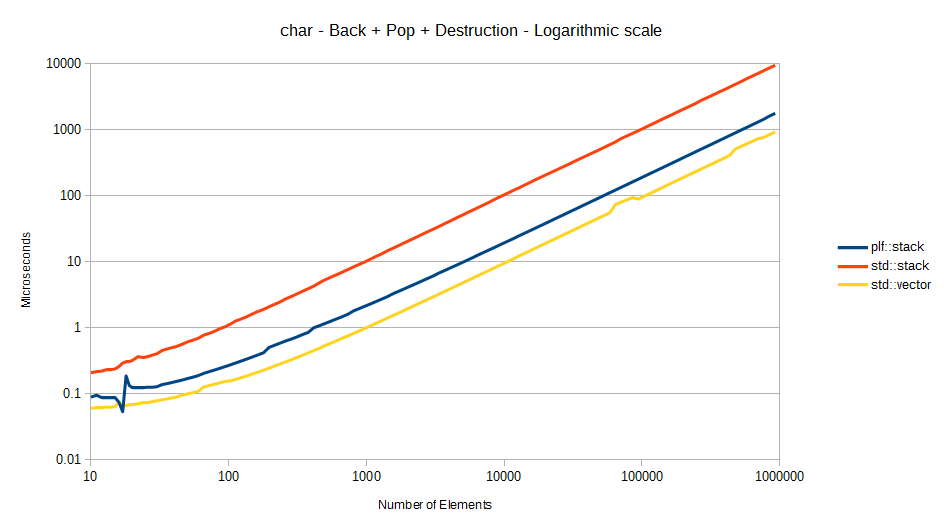 char - Back + Pop + Destruction - Logarithmic scale
10000
1000
100
10
1
0.1
0.01
Microseconds
10 100 1000 10000 100000 1000000
Number of Elements
plf::stack
std::stack
std::vector